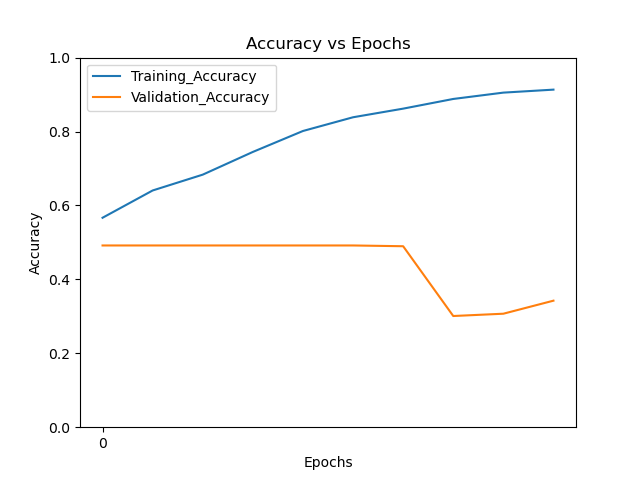 Accuracy vs Epochs
1.0
Training_Accuracy
Validation_Accuracy
0.8
0.6
Accuracy
0.4
0.2
0.0
0
Epochs